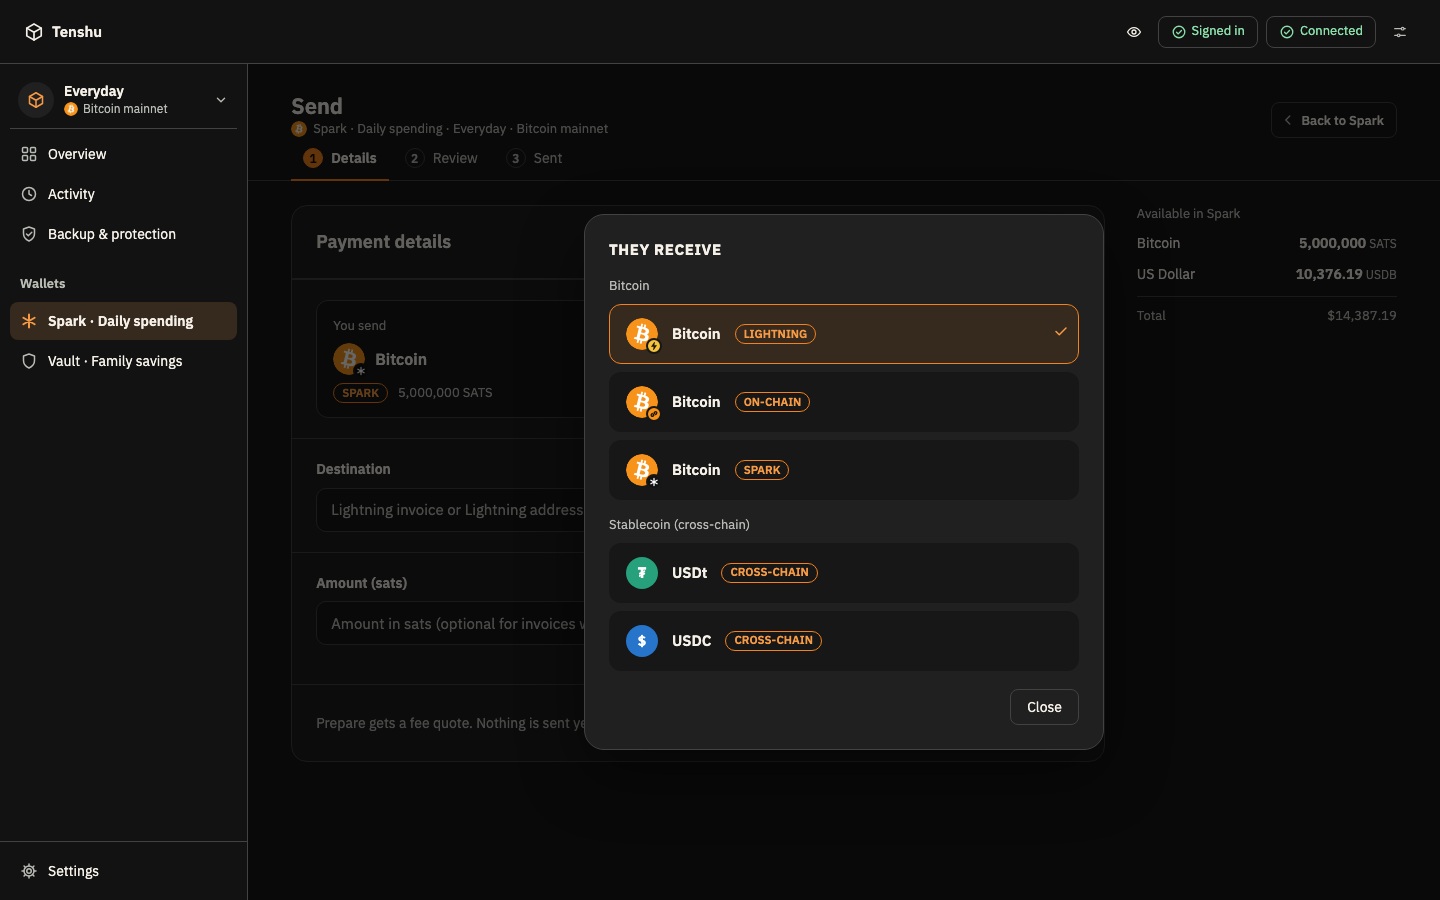 Tenshu
Signed in
Connected
Everyday
Bitcoin mainnet
Overview
Activity
Backup & protection
Wallets
Spark · Daily spending
Vault · Family savings
Settings
Send
Spark · Daily spending · Everyday · Bitcoin mainnet
Back to Spark
1 Details
2 Review
3 Sent
Payment details
You send
Bitcoin
SPARK 5,000,000 SATS
Destination
Lightning invoice or Lightning address
Amount (sats)
Amount in sats (optional for invoices
Prepare gets a fee quote. Nothing is sent
THEY RECEIVE
Bitcoin
Bitcoin LIGHTNING
Bitcoin ON-CHAIN
Bitcoin SPARK
Stablecoin (cross-chain)
USDt CROSS-CHAIN
$ USDC CROSS-CHAIN
Close
Available in Spark
Bitcoin 5,000,000 SATS
US Dollar 10,376.19 USDB
Total $14,387.19